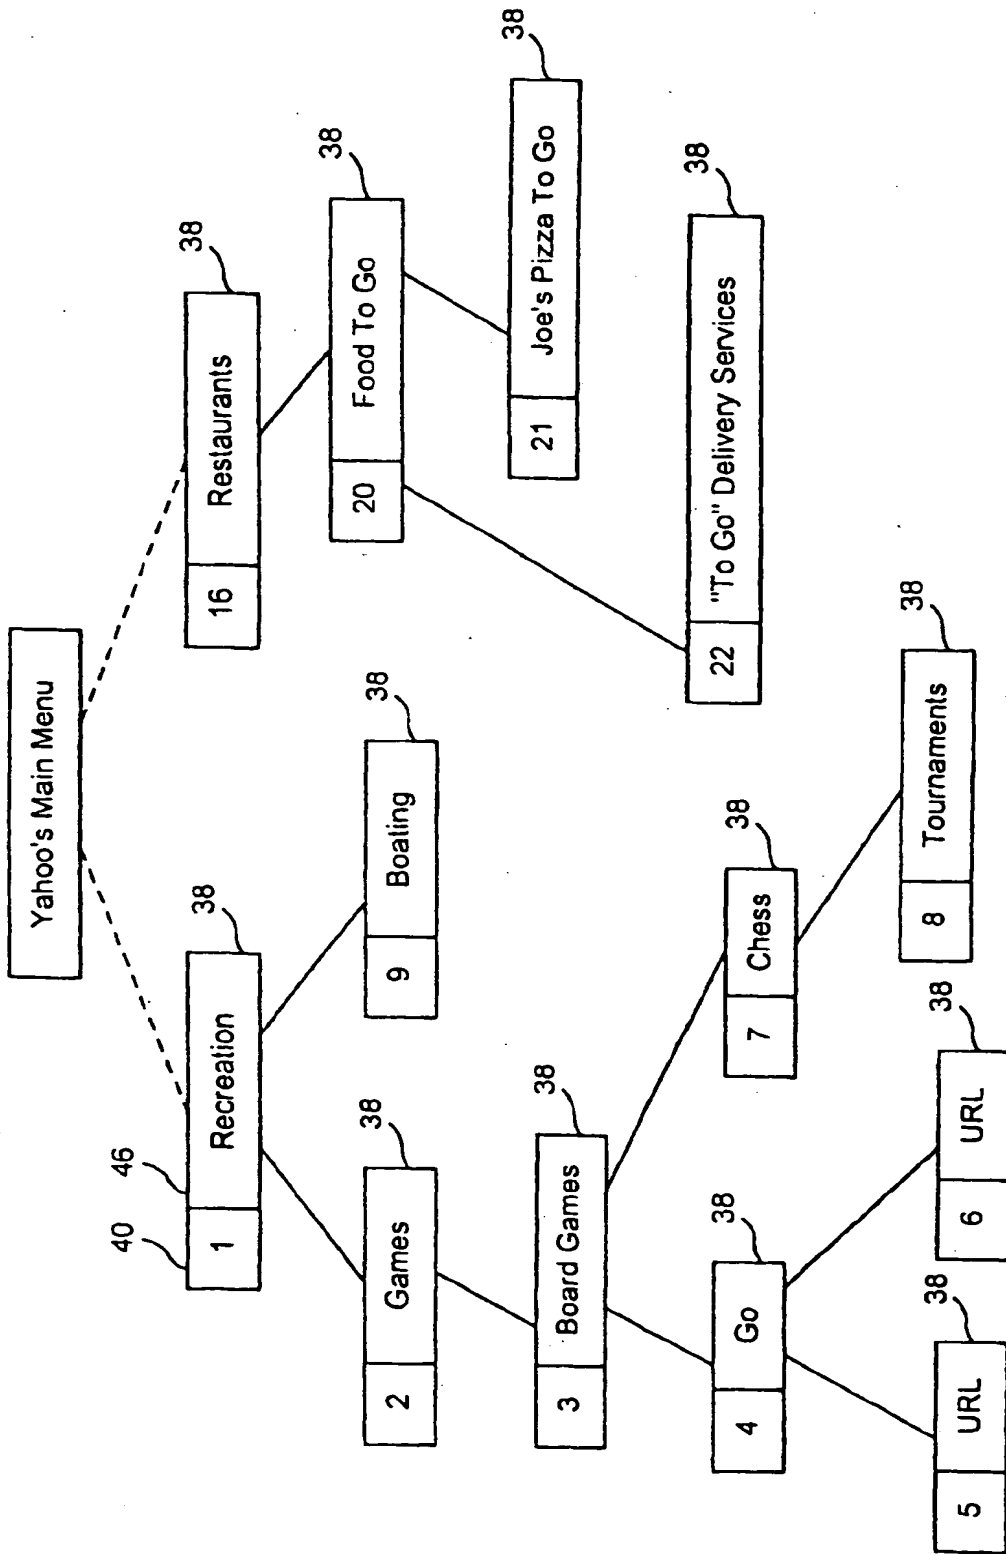 Yahoo's Main Menu
40
46
1 Recreation
38
16 Restaurants
38
2 Games
38
9 Boating
38
20 Food To Go
38
3 Board Games
38
21 Joe's Pizza To Go
38
4 Go
38
7 Chess
38
22 "To Go" Delivery Services
38
5 URL
38
6 URL
38
8 Tournaments
38